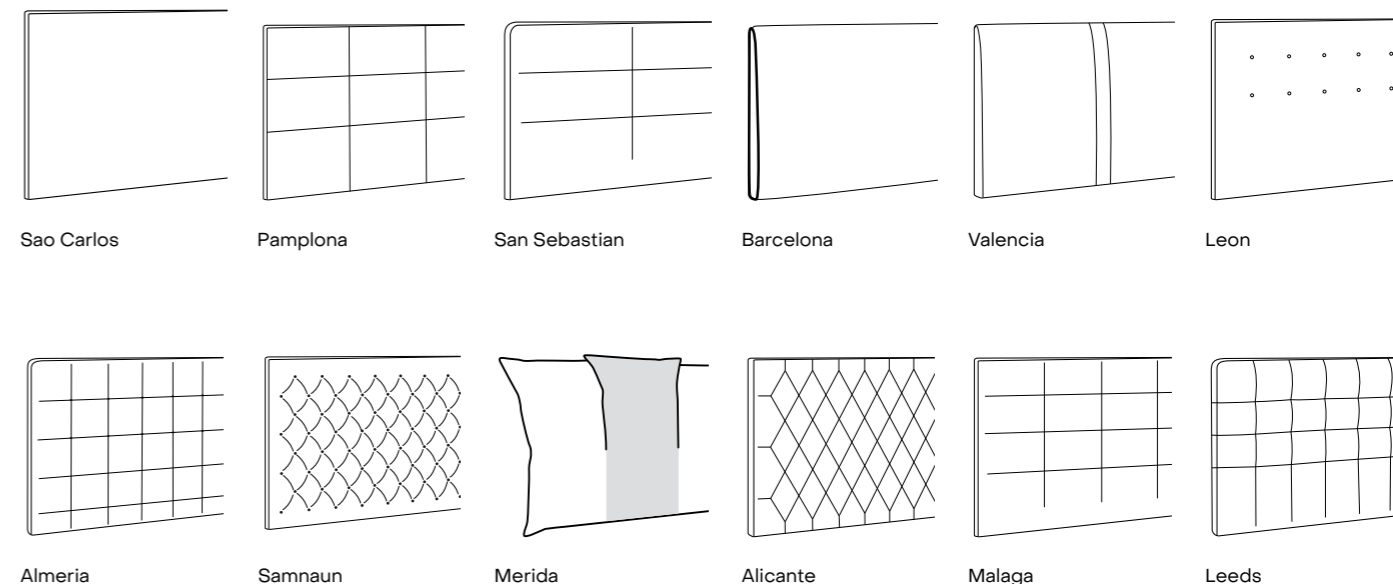 Sao Carlos Pamplona San Sebastian Barcelona Valencia Leon
Almeria Samnaun Merida Alicante Malaga Leeds